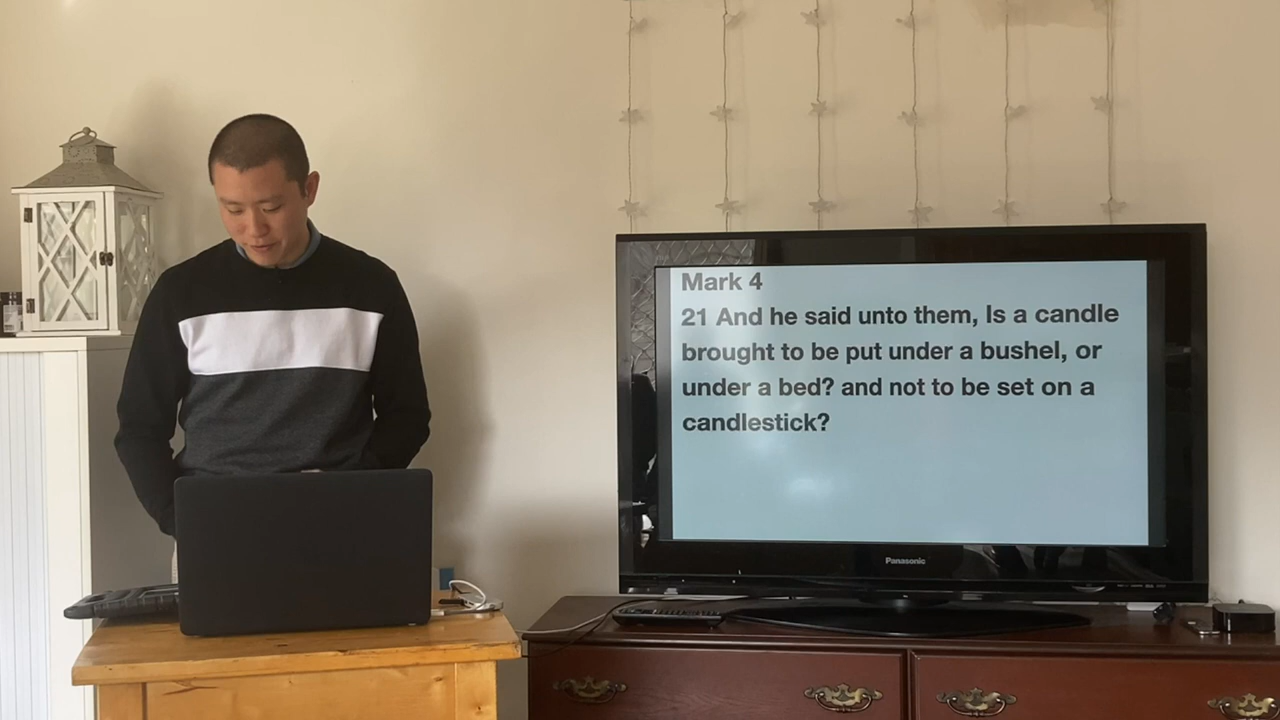 Mark 4
21 And he said unto them, Is a candle
brought to be put under a bushel, or
under a bed? and not to be set on a
candlestick?
Panasonic